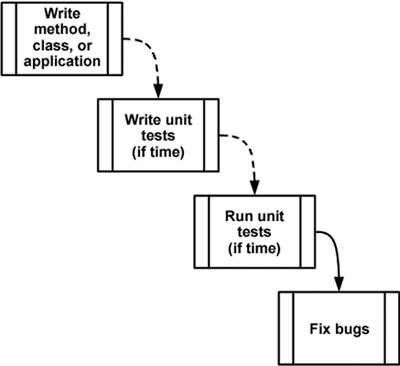 Write
method,
class, or
application
Write unit
tests
(if time)
Run unit
tests
(if time)
Fix bugs